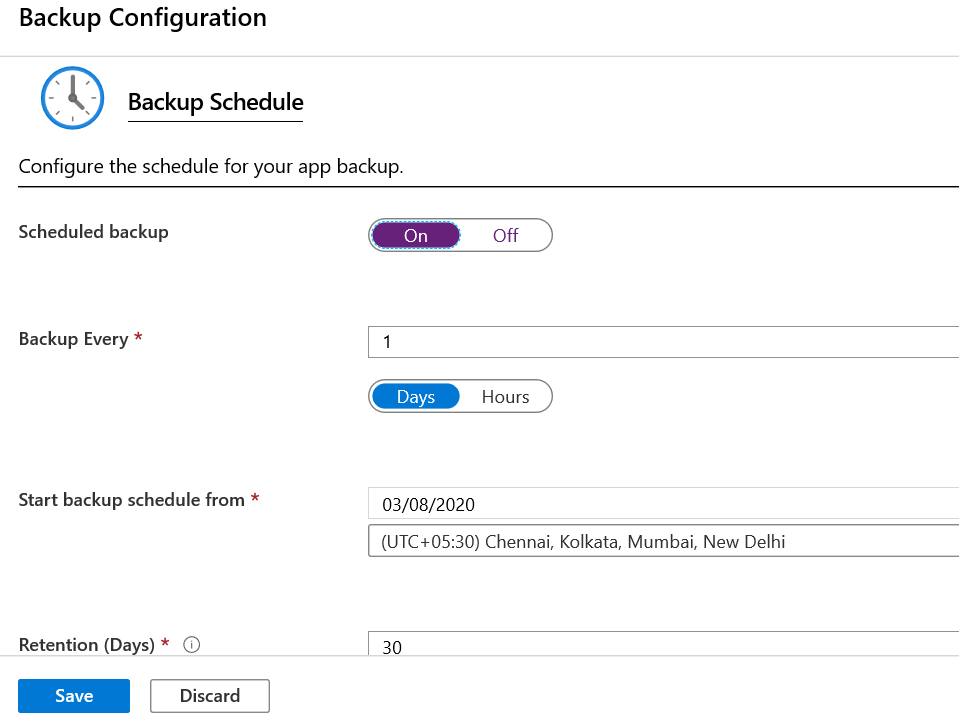 Backup Configuration
Backup Schedule
Configure the schedule for your app backup.
Scheduled backup
On Off
Backup Every *
1
Days Hours
Start backup schedule from *
03/08/2020
(UTC+05:30) Chennai, Kolkata, Mumbai, New Delhi
Retention (Days) * i
30
Save Discard